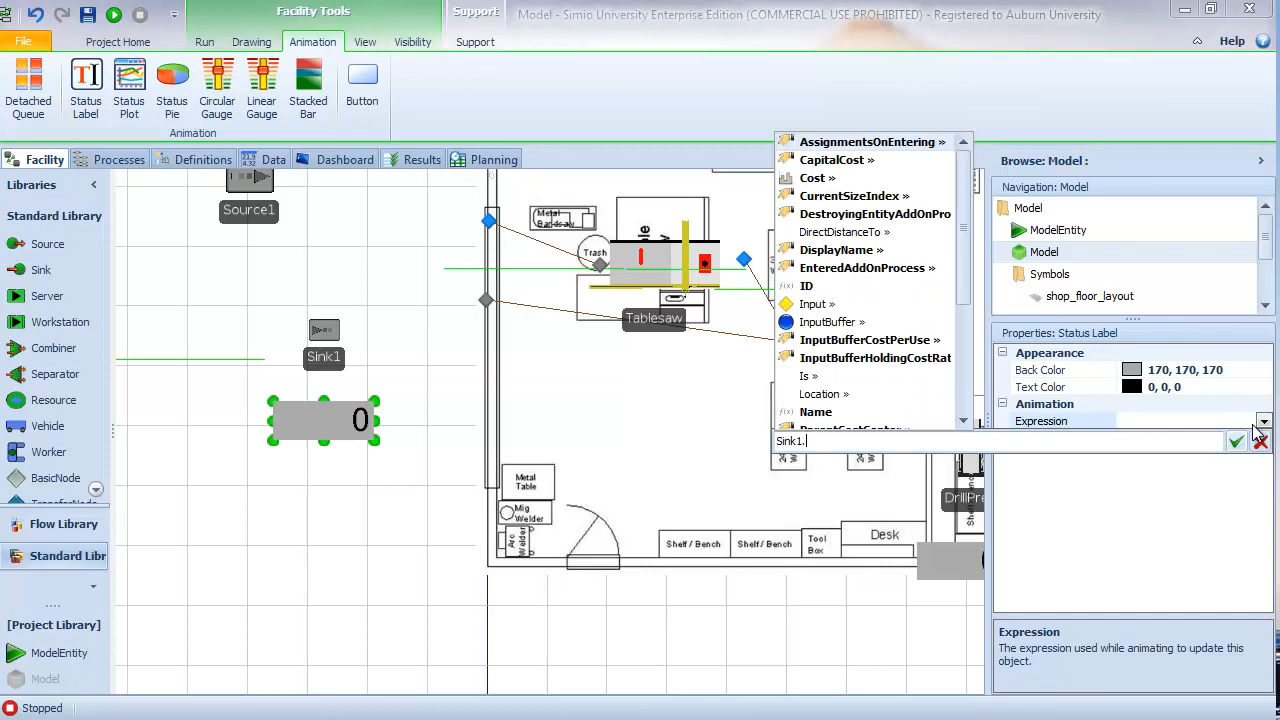 Facility Tools
Support
Model - Simio University Enterprise Edition (COMMERCIAL USE PROHIBITED) - Registered to Auburn University
File
Project Home
Run
Drawing
Animation
View
Visibility
Support
Help
Detached Queue
Status Label
Status Plot
Status Pie
Circular Gauge
Linear Gauge
Stacked Bar
Button
Animation
Facility
Processes
Definitions
Data
Dashboard
Results
Planning
Libraries
Standard Library
Source
Sink
Server
Workstation
Combiner
Separator
Resource
Vehicle
Worker
BasicNode
TransferNode
Flow Library
Standard Libr
[Project Library]
ModelEntity
Model
Stopped
Source1
Sink1
0
Metal
Bandsaw
Trash
Tablesaw
Metal
Table
Mig
Welder
Arc
Welder
Shelf / Bench
Shelf / Bench
Tool
Box
Desk
DrillPre
AssignmentsOnEntering »
CapitalCost »
Cost »
CurrentSizeIndex »
DestroyingEntityAddOnPro
DirectDistanceTo »
DisplayName »
EnteredAddOnProcess »
ID
Input »
InputBuffer »
InputBufferCostPerUse »
InputBufferHoldingCostRat
Is »
Location »
Name
ParentCostCenter »
Sink1.
Browse: Model :
Navigation: Model
Model
ModelEntity
Model
Symbols
shop_floor_layout
Properties: Status Label
Appearance
Back Color 170, 170, 170
Text Color 0, 0, 0
Animation
Expression
Expression
The expression used while animating to update this
object.